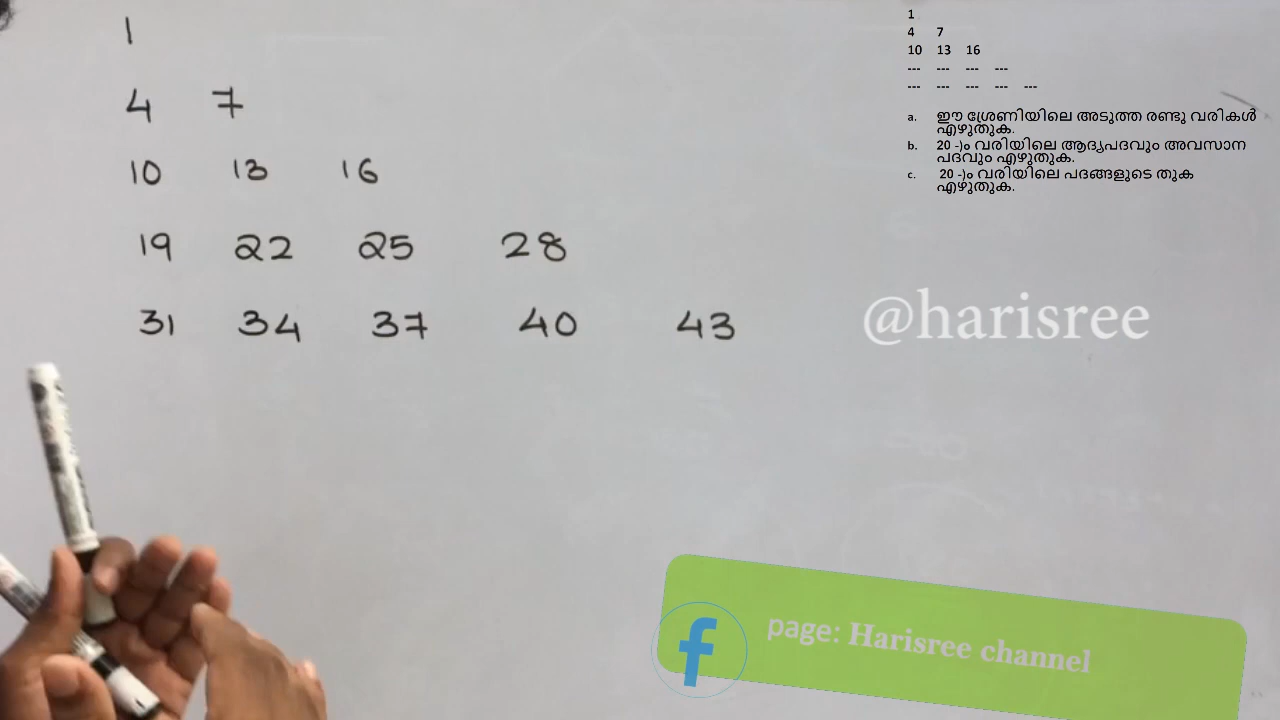 1
4 7
10 13 16
19 22 25 28
31 34 37 40 43
1
4 7
10 13 16
--- --- --- ---
--- --- --- --- ---
a. ഈ ശ്രേണിയിലെ അടുത്ത രണ്ടു വരികൾ
എഴുതുക.
b. 20 -ാം വരിയിലെ ആദ്യപദവും അവസാന
പദവും എഴുതുക.
c. 20 -ാം വരിയിലെ പദങ്ങളുടെ തുക
എഴുതുക.
@harisree
f page: Harisree channel